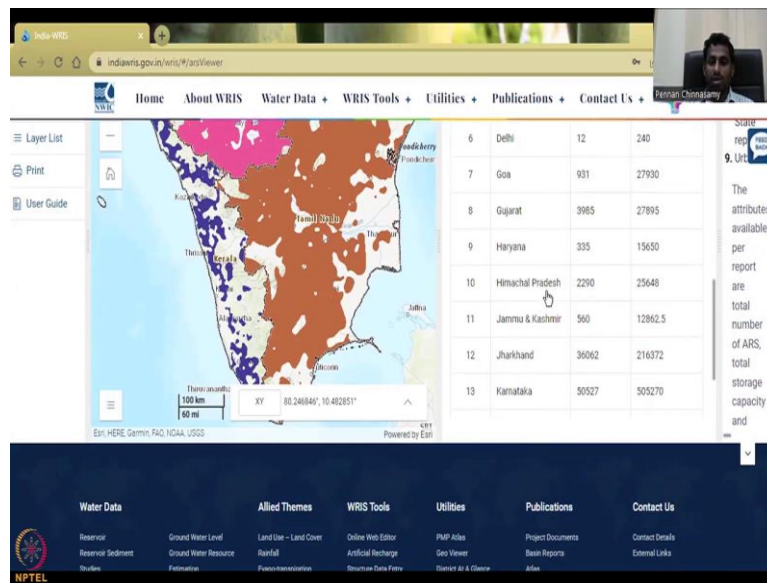 India-WRIS
indiawris.gov.in/wris/#/arsViewer
Pennan Chinnasamy
NWIC
Home About WRIS Water Data + WRIS Tools + Utilities + Publications + Contact Us +
Layer List
Print
User Guide
Poodicherry
Poodicherr
Tamil Nadu
Kerala
Jaffna
100 km
60 mi
XY 80.246846°, 10.482851°
Esri, HERE, Garmin, FAO, NOAA, USGS
Powered by Esri
6 Delhi 12 240
7 Goa 931 27930
8 Gujarat 3985 27895
9 Haryana 335 15650
10 Himachal Pradesh 2290 25648
11 Jammu & Kashmir 560 12862.5
12 Jharkhand 36062 216372
13 Karnataka 50527 505270
State
rep
9. Urb
FEED
BACK
The
attributes
available
per
report
are
total
number
of ARS,
total
storage
capacity
and
Water Data Allied Themes WRIS Tools Utilities Publications Contact Us
Reservoir Ground Water Level Land Use – Land Cover Online Web Editor PMP Atlas Project Documents Contact Details
Reservoir Sediment Ground Water Resource Rainfall Artificial Recharge Geo Viewer Basin Reports External Links
Studies Estimation Evapo-transpiration Structure Data Entry District At A Glance Atlas
NPTEL